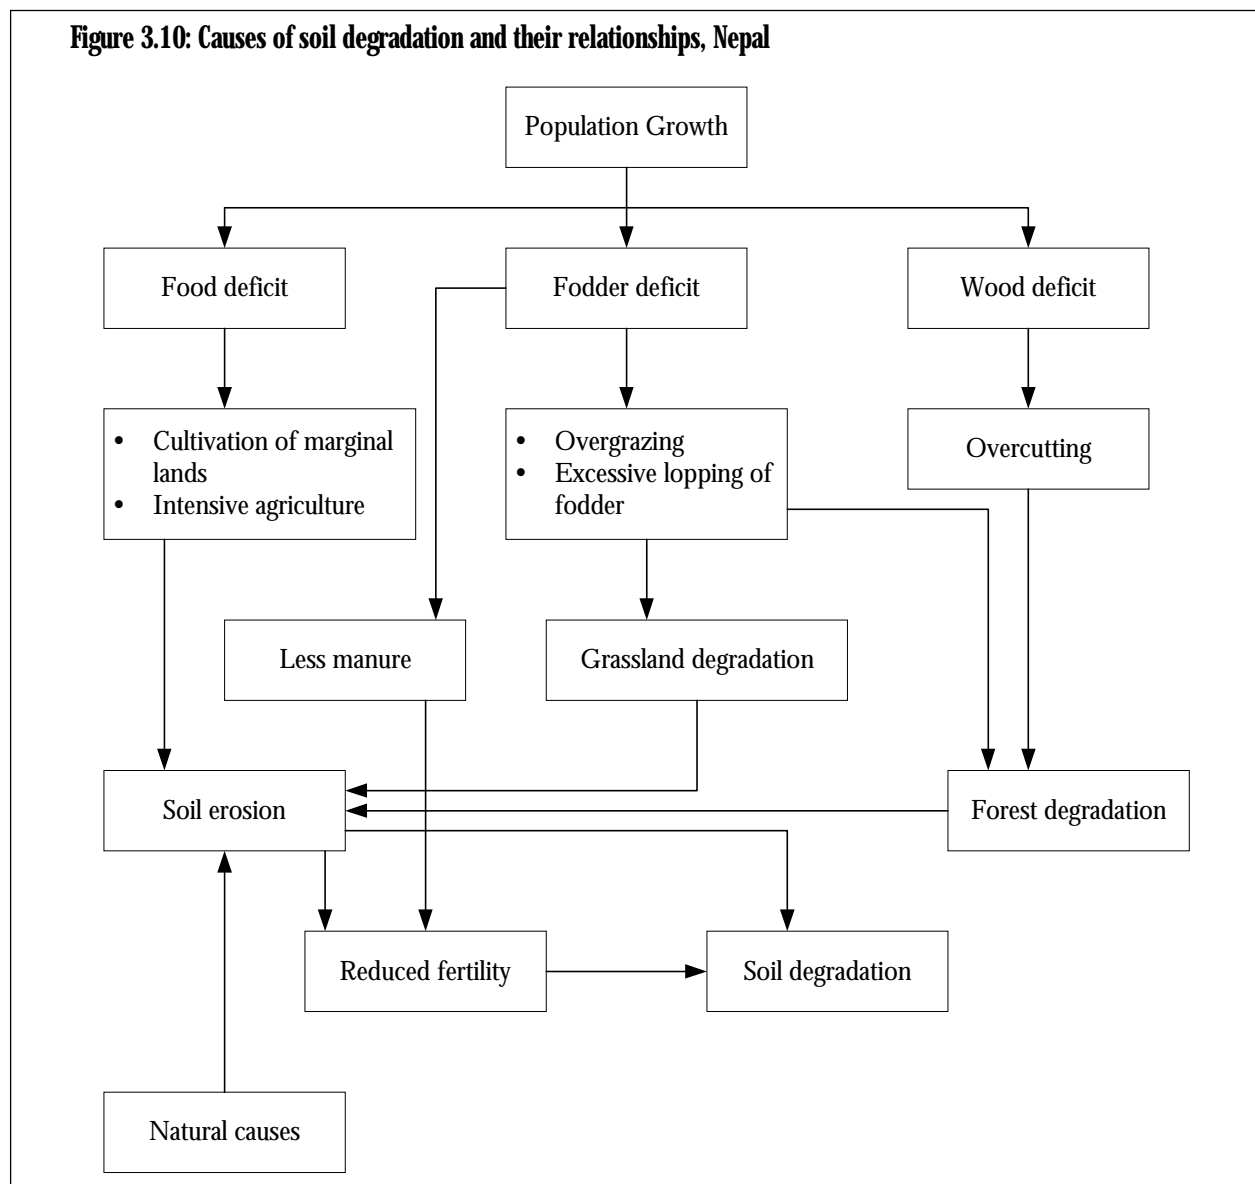 Figure 3.10: Causes of soil degradation and their relationships, Nepal
Population Growth
Food deficit
Fodder deficit
Wood deficit
• Cultivation of marginal
lands
• Intensive agriculture
• Overgrazing
• Excessive lopping of
fodder
Overcutting
Less manure
Grassland degradation
Soil erosion
Forest degradation
Reduced fertility
Soil degradation
Natural causes